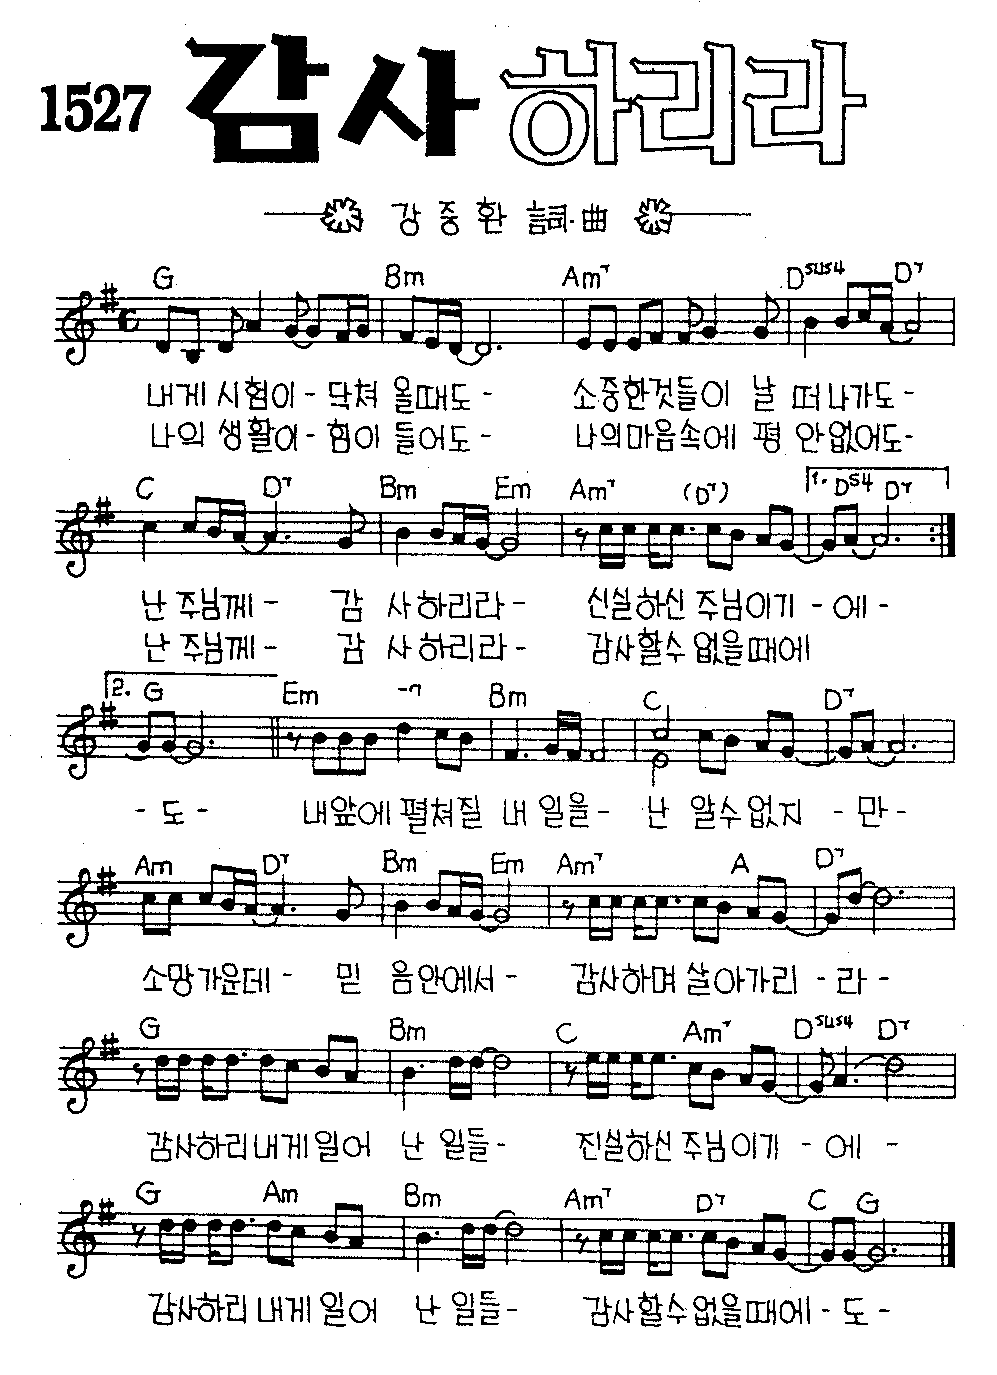 1527 감사 하리라
강중환 詞·曲
G Bm Am7 Dsus4 D7
내게 시험이 - 닥쳐 올때도 - 소중한것들이 날 떠나가도 -
나의 생활에 - 힘이 들어도 - 나의마음속에 평 안없어도 -
C D7 Bm Em Am7 (D7) 1. DS4 D7
난 주님께 - 감 사하리라 - 신실하신 주님이기 - 에 -
난 주님께 - 감 사하리라 - 감사할수 없을때에
2. G Em -7 Bm C D7
- 도 - 내앞에 펼쳐질 내 일을 - 난 알수없지 - 만 -
Am D7 Bm Em Am7 A D7
소망가운데 - 믿 음안에서 - 감사하며 살아가리 - 라 -
G Bm C Am7 Dsus4 D7
감사하리 내게 일어 난 일들 - 진실하신 주님이기 - 에 -
G Am Bm Am7 D7 C G
감사하리 내게 일어 난 일들 - 감사할수없을때에 - 도 -